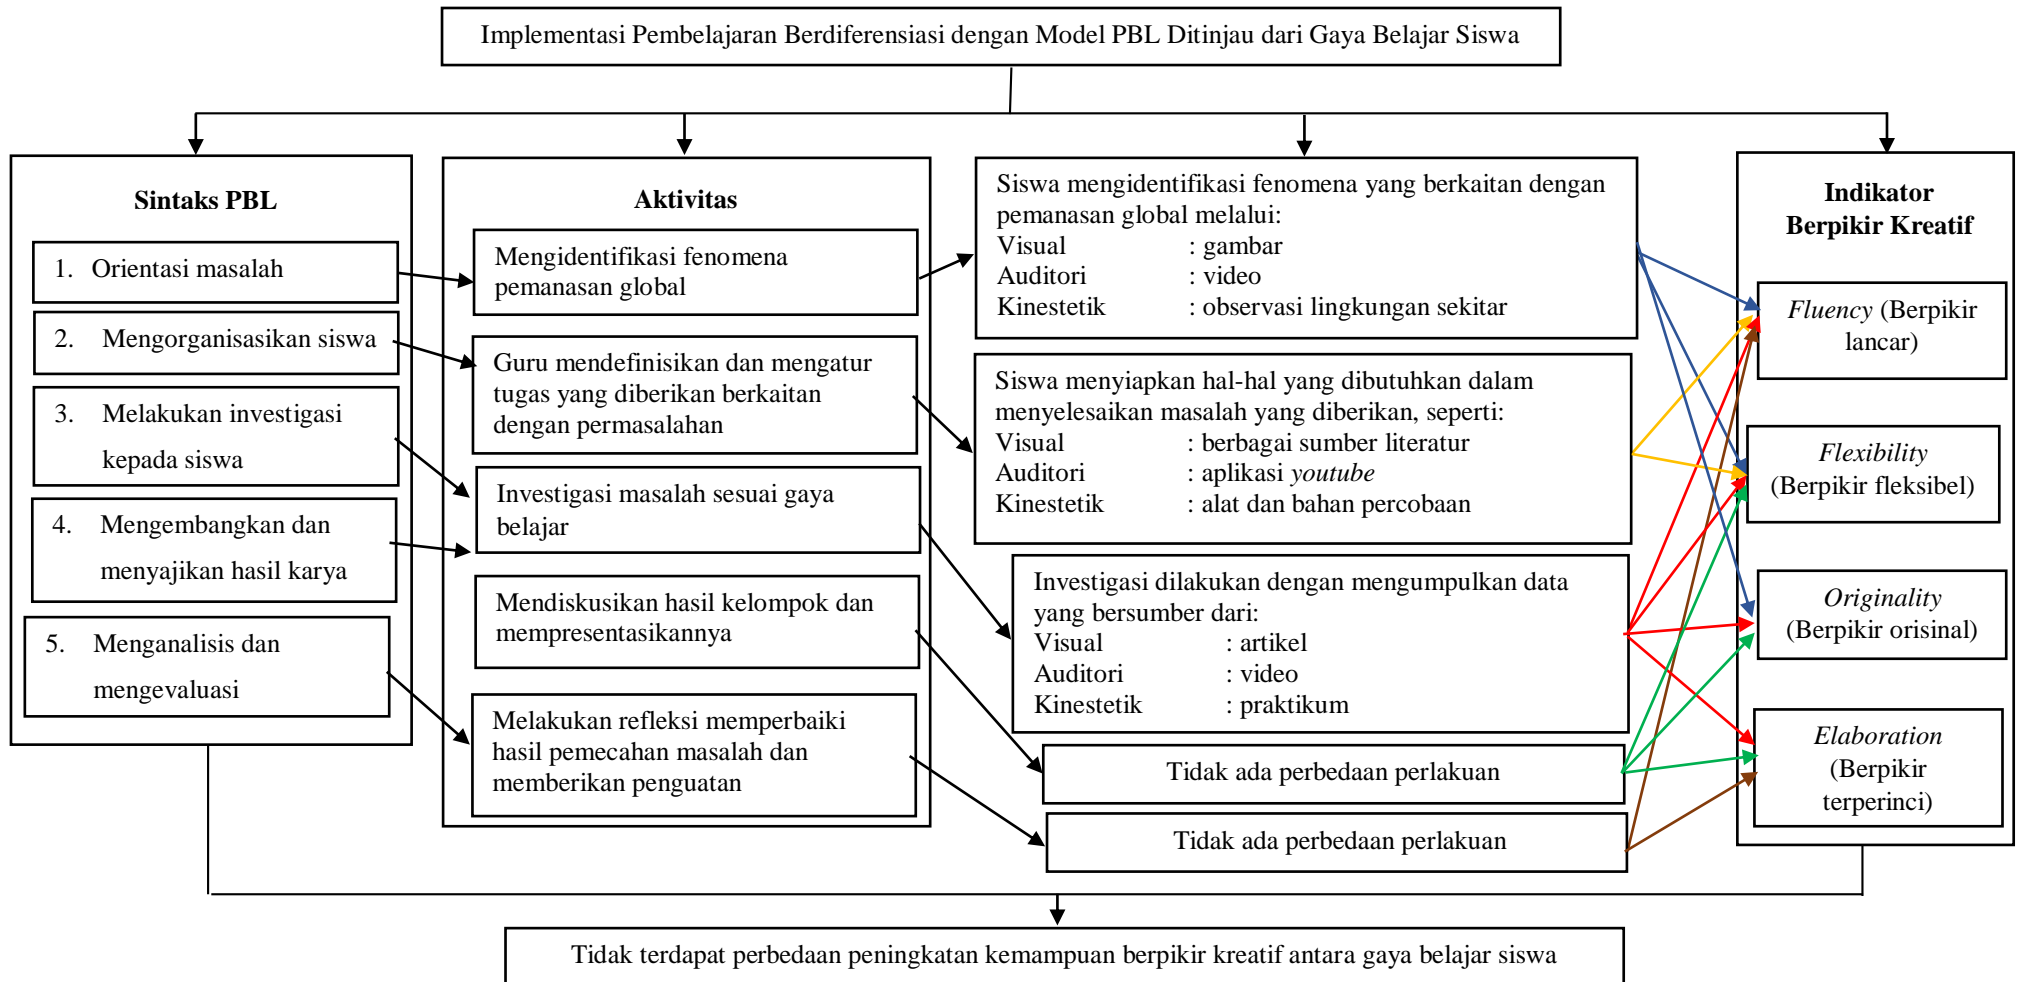 Implementasi Pembelajaran Berdiferensiasi dengan Model PBL Ditinjau dari Gaya Belajar Siswa
Sintaks PBL
1. Orientasi masalah
2. Mengorganisasikan siswa
3. Melakukan investigasi
kepada siswa
4. Mengembangkan dan
menyajikan hasil karya
5. Menganalisis dan
mengevaluasi
Aktivitas
Mengidentifikasi fenomena
pemanasan global
Guru mendefinisikan dan mengatur
tugas yang diberikan berkaitan
dengan permasalahan
Investigasi masalah sesuai gaya
belajar
Mendiskusikan hasil kelompok dan
mempresentasikannya
Melakukan refleksi memperbaiki
hasil pemecahan masalah dan
memberikan penguatan
Siswa mengidentifikasi fenomena yang berkaitan dengan
pemanasan global melalui:
Visual : gambar
Auditori : video
Kinestetik : observasi lingkungan sekitar
Siswa menyiapkan hal-hal yang dibutuhkan dalam
menyelesaikan masalah yang diberikan, seperti:
Visual : berbagai sumber literatur
Auditori : aplikasi youtube
Kinestetik : alat dan bahan percobaan
Investigasi dilakukan dengan mengumpulkan data
yang bersumber dari:
Visual : artikel
Auditori : video
Kinestetik : praktikum
Tidak ada perbedaan perlakuan
Tidak ada perbedaan perlakuan
Indikator
Berpikir Kreatif
Fluency (Berpikir
lancar)
Flexibility
(Berpikir fleksibel)
Originality
(Berpikir orisinal)
Elaboration
(Berpikir
terperinci)
Tidak terdapat perbedaan peningkatan kemampuan berpikir kreatif antara gaya belajar siswa